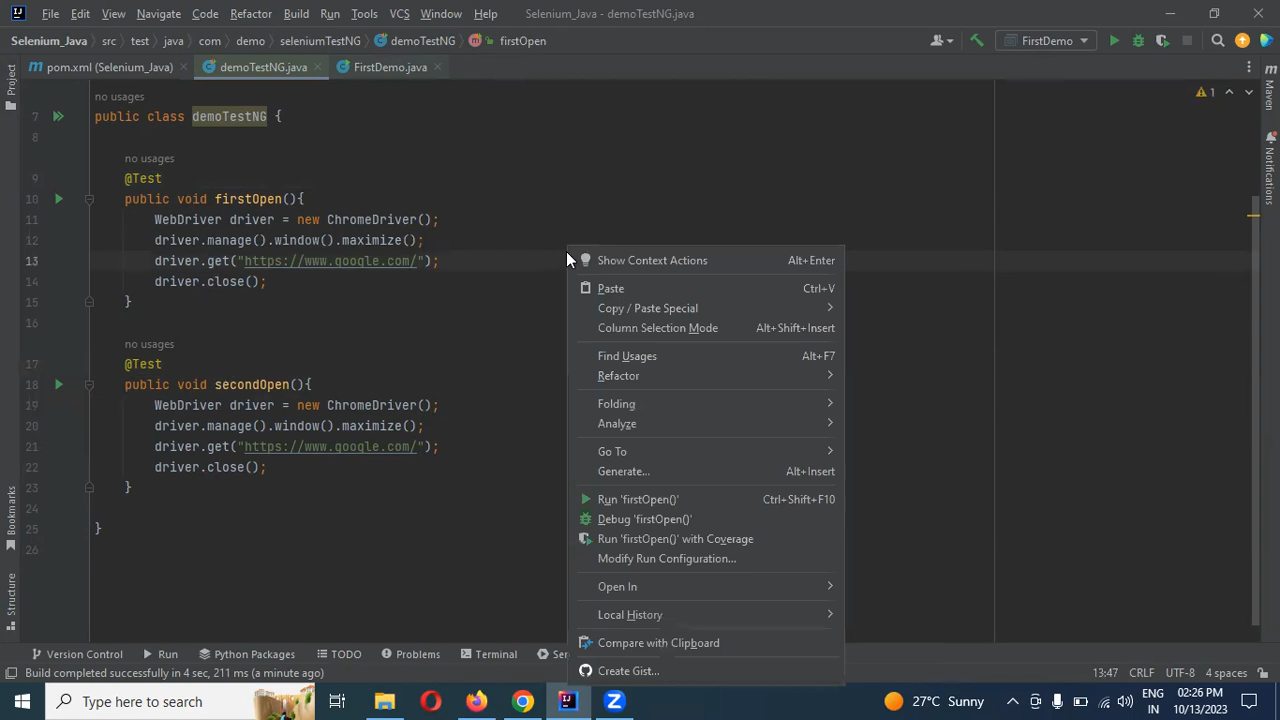 File Edit View Navigate Code Refactor Build Run Tools VCS Window Help Selenium_Java - demoTestNG.java
Selenium_Java src test java com demo seleniumTestNG demoTestNG firstOpen FirstDemo
pom.xml (Selenium_Java) demoTestNG.java FirstDemo.java
Project
Maven
Notifications
Bookmarks
Structure
no usages
1
7 public class demoTestNG {
8
no usages
9 @Test
10 public void firstOpen(){
11 WebDriver driver = new ChromeDriver();
12 driver.manage().window().maximize();
13 driver.get("https://www.google.com/");
14 driver.close();
15 }
16
no usages
17 @Test
18 public void secondOpen(){
19 WebDriver driver = new ChromeDriver();
20 driver.manage().window().maximize();
21 driver.get("https://www.google.com/");
22 driver.close();
23 }
24
25 }
26
Show Context Actions Alt+Enter
Paste Ctrl+V
Copy / Paste Special
Column Selection Mode Alt+Shift+Insert
Find Usages Alt+F7
Refactor
Folding
Analyze
Go To
Generate... Alt+Insert
Run 'firstOpen()' Ctrl+Shift+F10
Debug 'firstOpen()'
Run 'firstOpen()' with Coverage
Modify Run Configuration...
Open In
Local History
Compare with Clipboard
Create Gist...
Version Control Run Python Packages TODO Problems Terminal Ser
Build completed successfully in 4 sec, 211 ms (a minute ago) 13:47 CRLF UTF-8 4 spaces
Type here to search 27°C Sunny ENG 02:26 PM
IN 10/13/2023